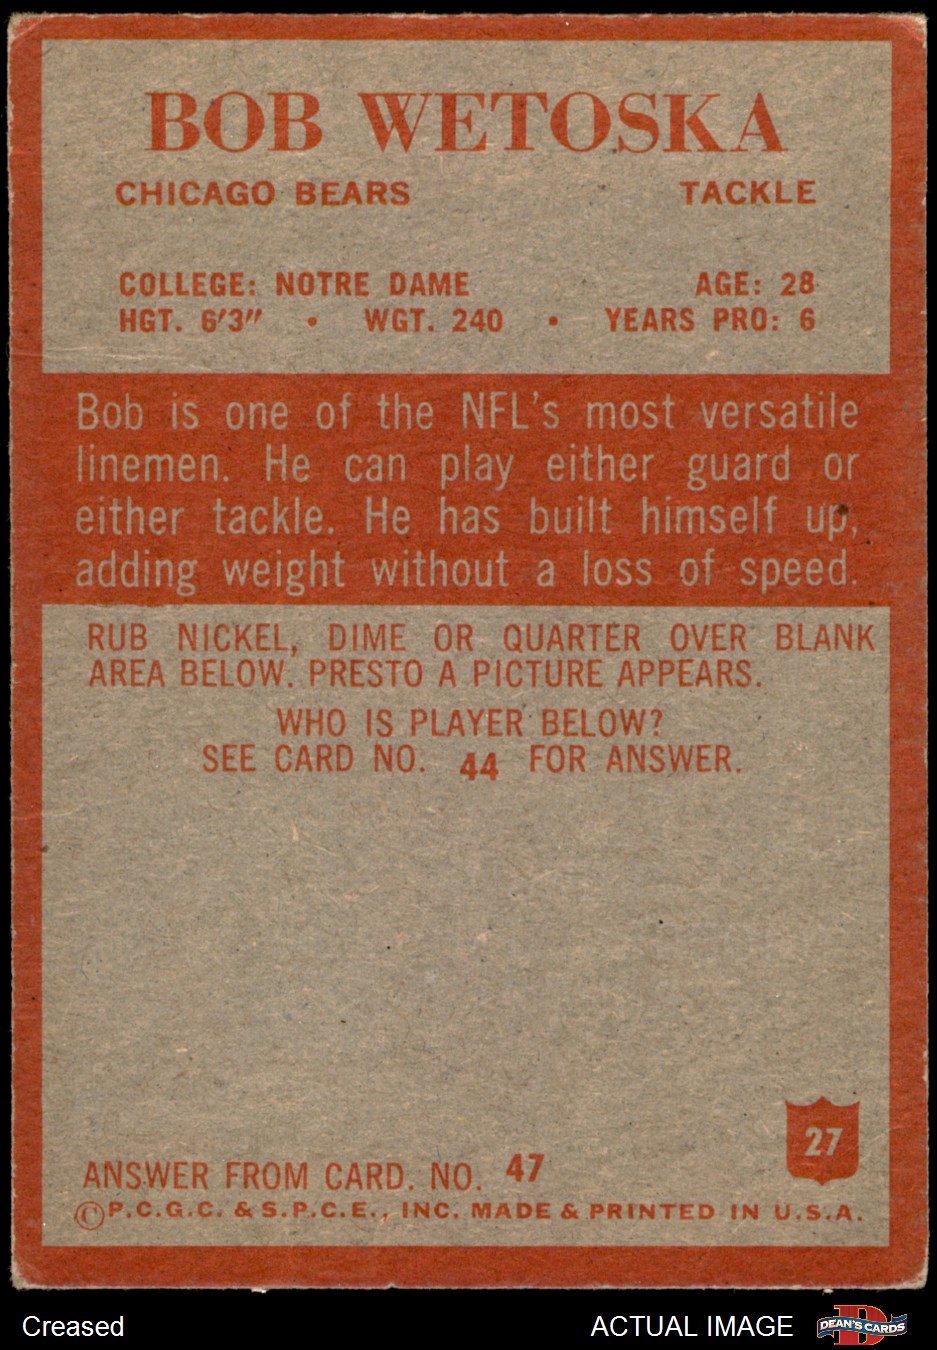 BOB WETOSKA
CHICAGO BEARS TACKLE
COLLEGE: NOTRE DAME AGE: 28
HGT. 6'3" • WGT. 240 • YEARS PRO: 6
Bob is one of the NFL's most versatile
linemen. He can play either guard or
either tackle. He has built himself up,
adding weight without a loss of speed.
RUB NICKEL, DIME OR QUARTER OVER BLANK
AREA BELOW. PRESTO A PICTURE APPEARS.
WHO IS PLAYER BELOW?
SEE CARD NO. 44 FOR ANSWER.
27
ANSWER FROM CARD. NO. 47
©P.C.G.C. & S.P.C.E., INC. MADE & PRINTED IN U.S.A.
Creased ACTUAL IMAGE D DEAN'S CARDS